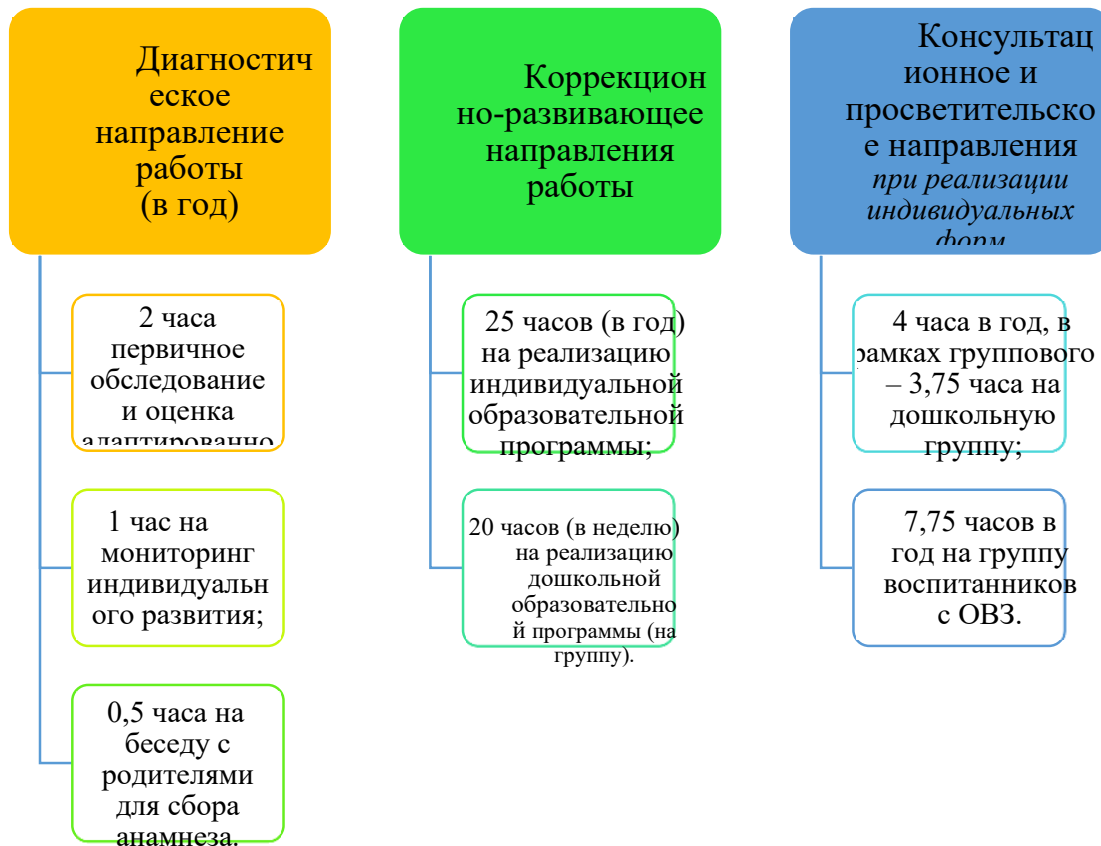 Диагностич
еское
направление
работы
(в год)
2 часа
первичное
обследование
и оценка
адаптированно
1 час на
мониторинг
индивидуальн
ого развития;
0,5 часа на
беседу с
родителями
для сбора
анамнеза.
Коррекцион
но-развивающее
направления
работы
25 часов (в год)
на реализацию
индивидуальной
образовательной
программы;
20 часов (в неделю)
на реализацию
дошкольной
образовательно
й программы (на
группу).
Консультац
ионное и
просветительско
е направления
при реализации
индивидуальных
форм
4 часа в год, в
рамках группового
– 3,75 часа на
дошкольную
группу;
7,75 часов в
год на группу
воспитанников
с ОВЗ.